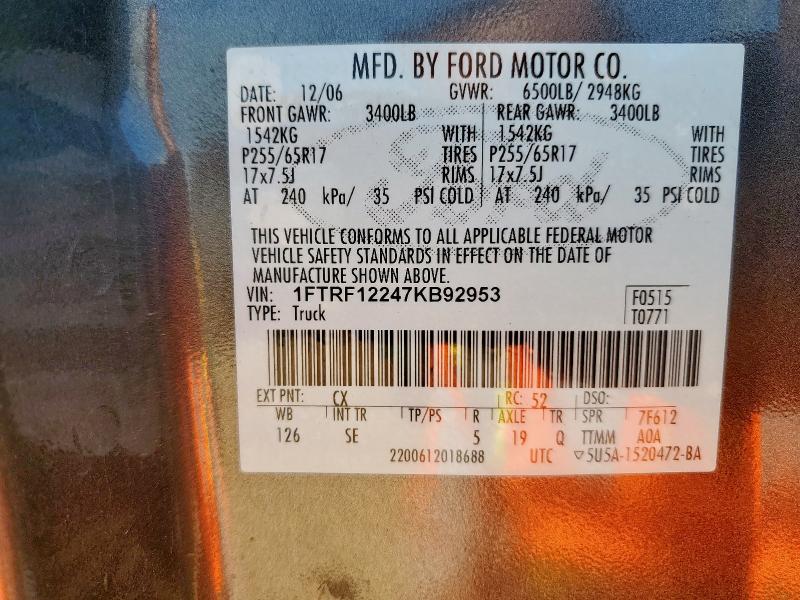 MFD. BY FORD MOTOR CO.
DATE: 12/06 GVWR: 6500LB/ 2948KG
FRONT GAWR: 3400LB REAR GAWR: 3400LB
1542KG WITH 1542KG WITH
P255/65R17 TIRES P255/65R17 TIRES
17x7.5J RIMS 17x7.5J RIMS
AT 240 kPa/ 35 PSI COLD AT 240 kPa/ 35 PSI COLD
THIS VEHICLE CONFORMS TO ALL APPLICABLE FEDERAL MOTOR
VEHICLE SAFETY STANDARDS IN EFFECT ON THE DATE OF
MANUFACTURE SHOWN ABOVE.
VIN: 1FTRF12247KB92953 F0515
TYPE: Truck T0771
EXT PNT: CX RC: 52 DSO:
WB INT TR TP/PS R AXLE TR SPR 7F612
126 SE 5 19 Q TTMM A0A
2200612018688 UTC ▽5U5A-1520472-BA
Ford